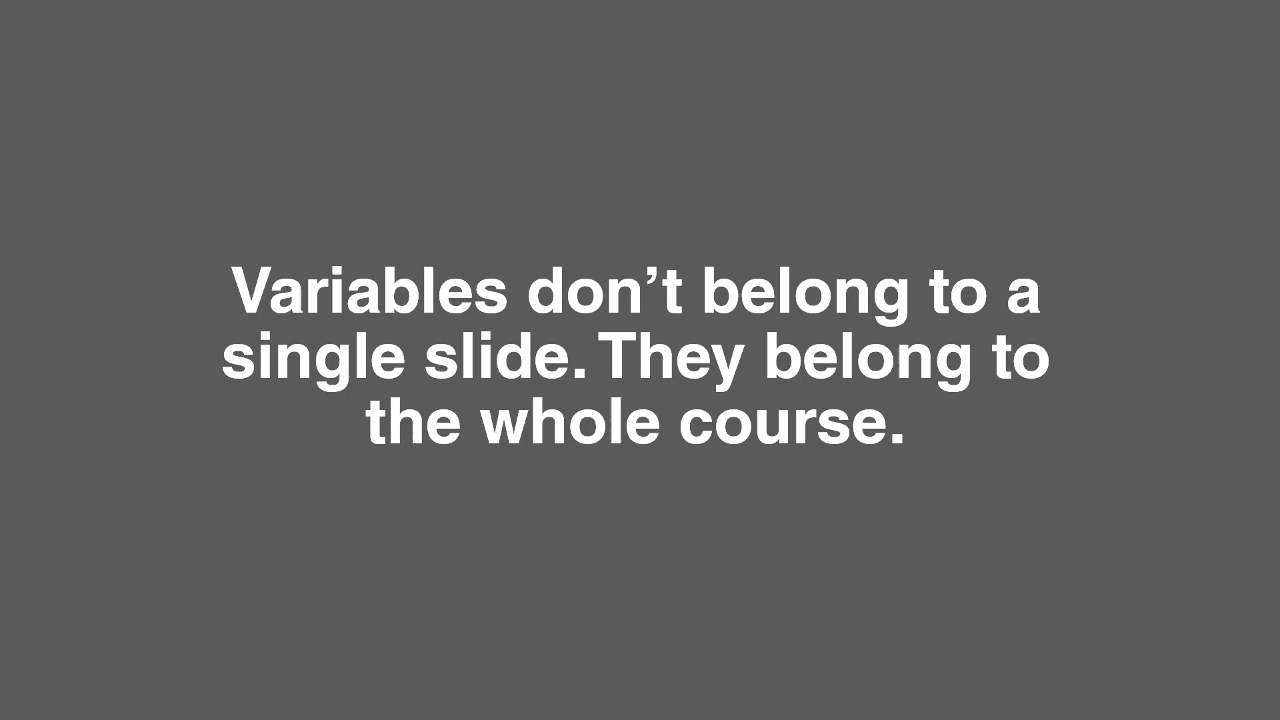 Variables don’t belong to a
single slide. They belong to
the whole course.